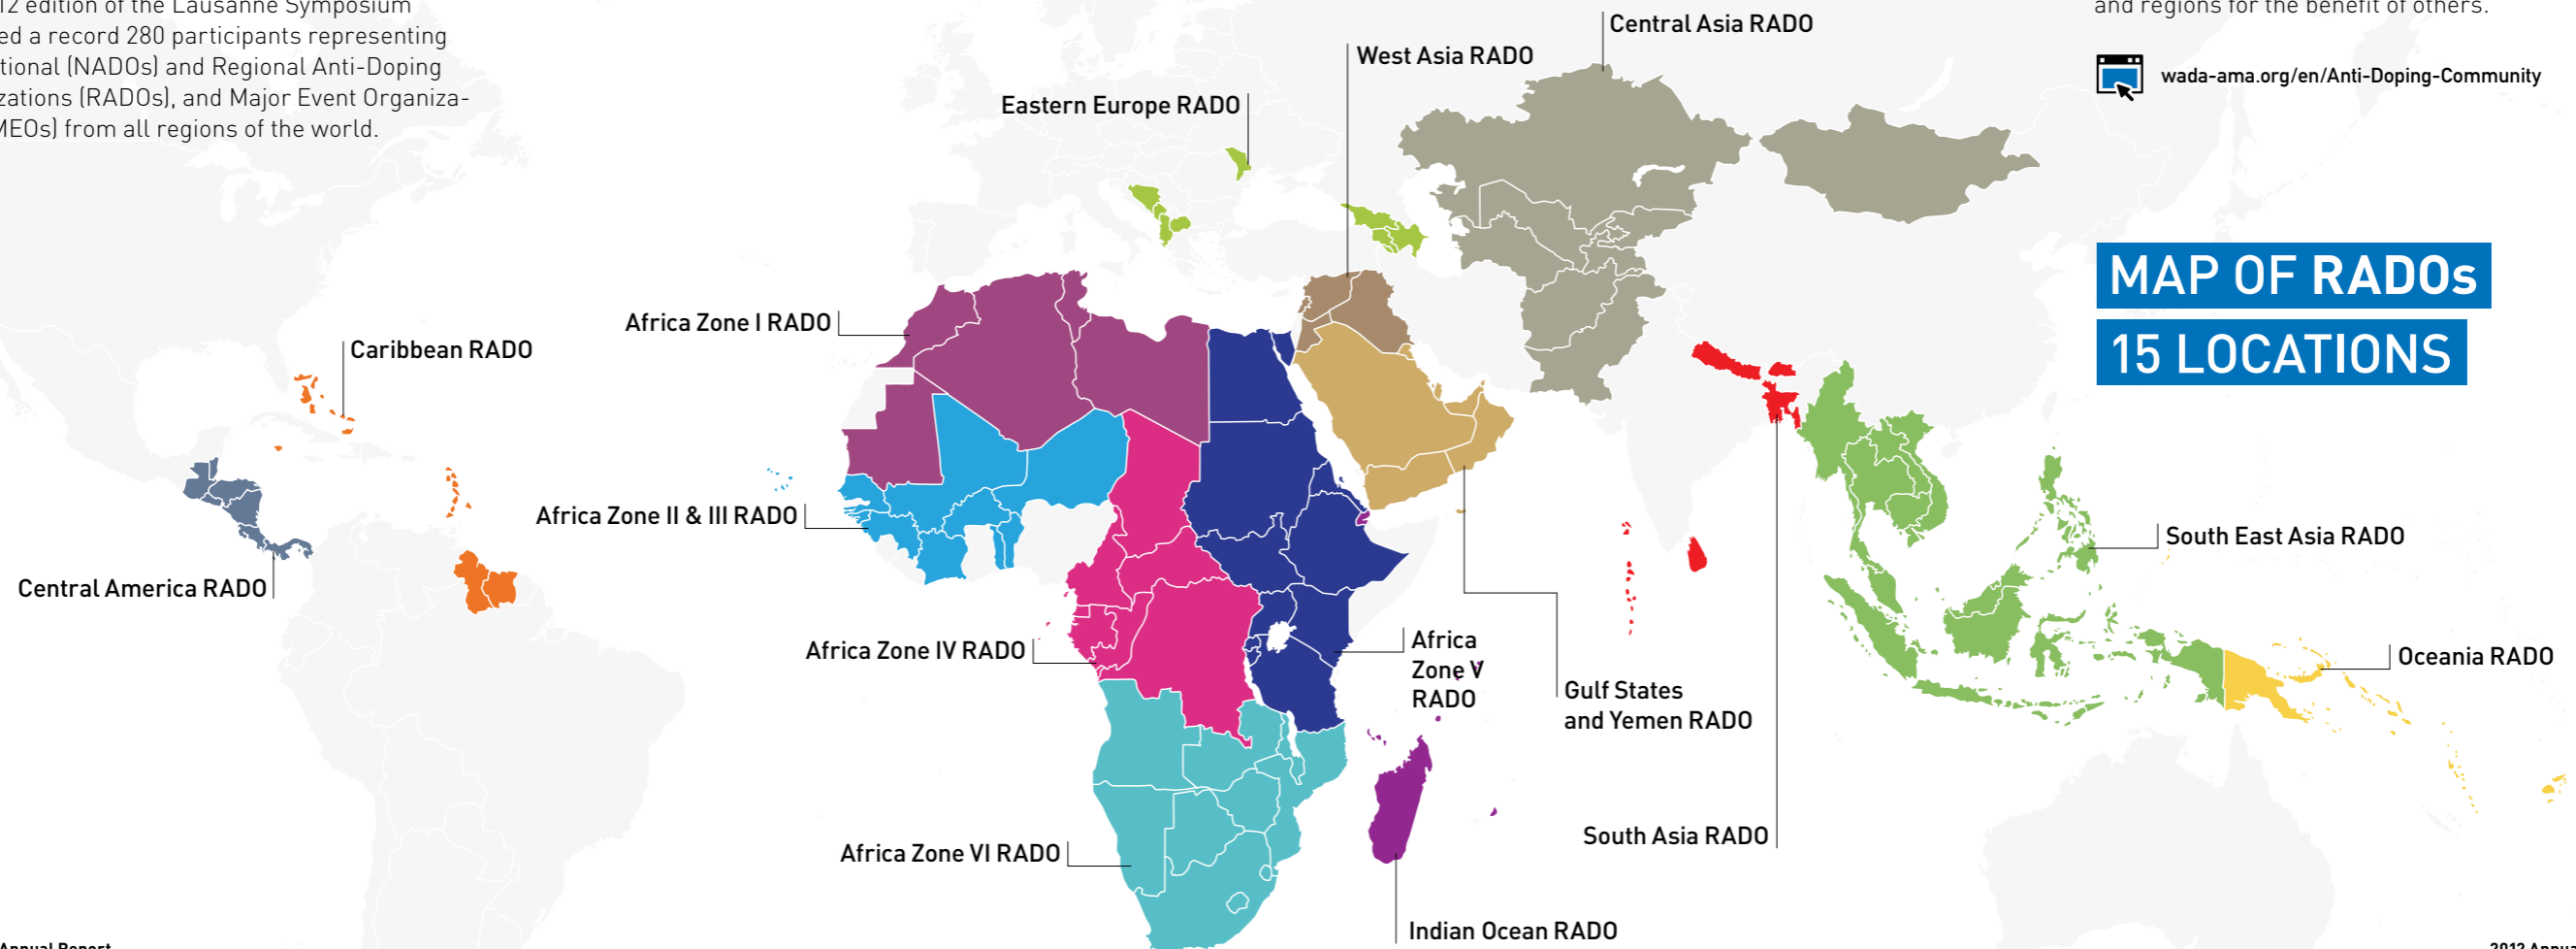 12 edition of the Lausanne Symposium
ed a record 280 participants representing
tional (NADOs) and Regional Anti-Doping
zations (RADOs), and Major Event Organiza-
MEOs) from all regions of the world.
and regions for the benefit of others.
wada-ama.org/en/Anti-Doping-Community
MAP OF RADOs
15 LOCATIONS
Central Asia RADO
West Asia RADO
Eastern Europe RADO
Africa Zone I RADO
Caribbean RADO
Africa Zone II & III RADO
South East Asia RADO
Central America RADO
Africa Zone IV RADO
Africa
Zone V
RADO
Oceania RADO
Gulf States
and Yemen RADO
South Asia RADO
Africa Zone VI RADO
Indian Ocean RADO
Annual Report
2012 Annua